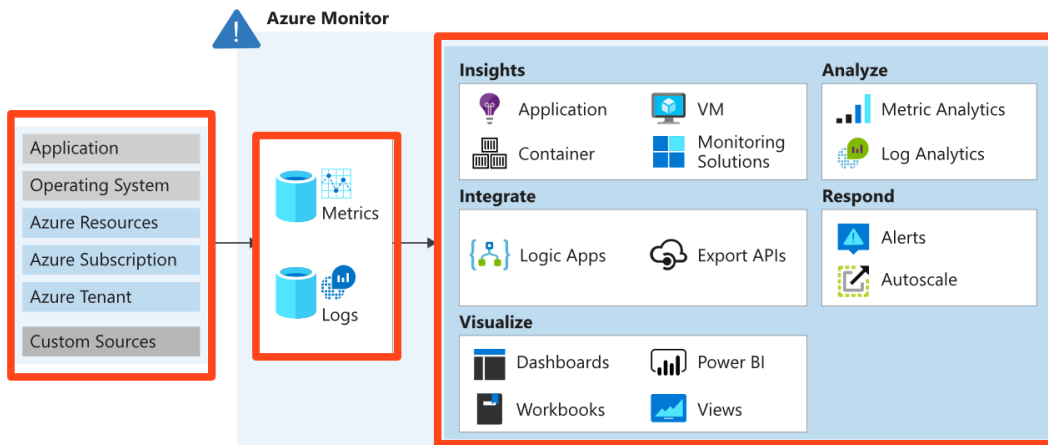 Azure Monitor
Application
Operating System
Azure Resources
Azure Subscription
Azure Tenant
Custom Sources
Metrics
Logs
Insights
Application
VM
Container
Monitoring
Solutions
Analyze
Metric Analytics
Log Analytics
Integrate
Logic Apps
Export APIs
Respond
Alerts
Autoscale
Visualize
Dashboards
Power BI
Workbooks
Views